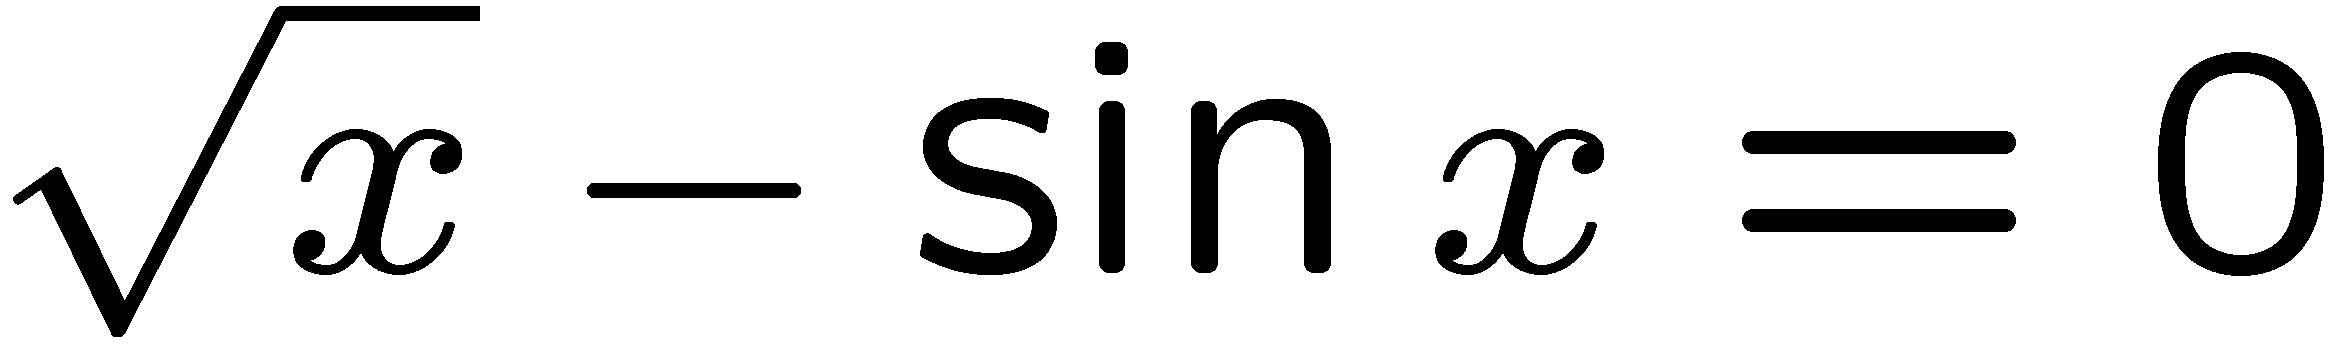 √x − sin x = 0